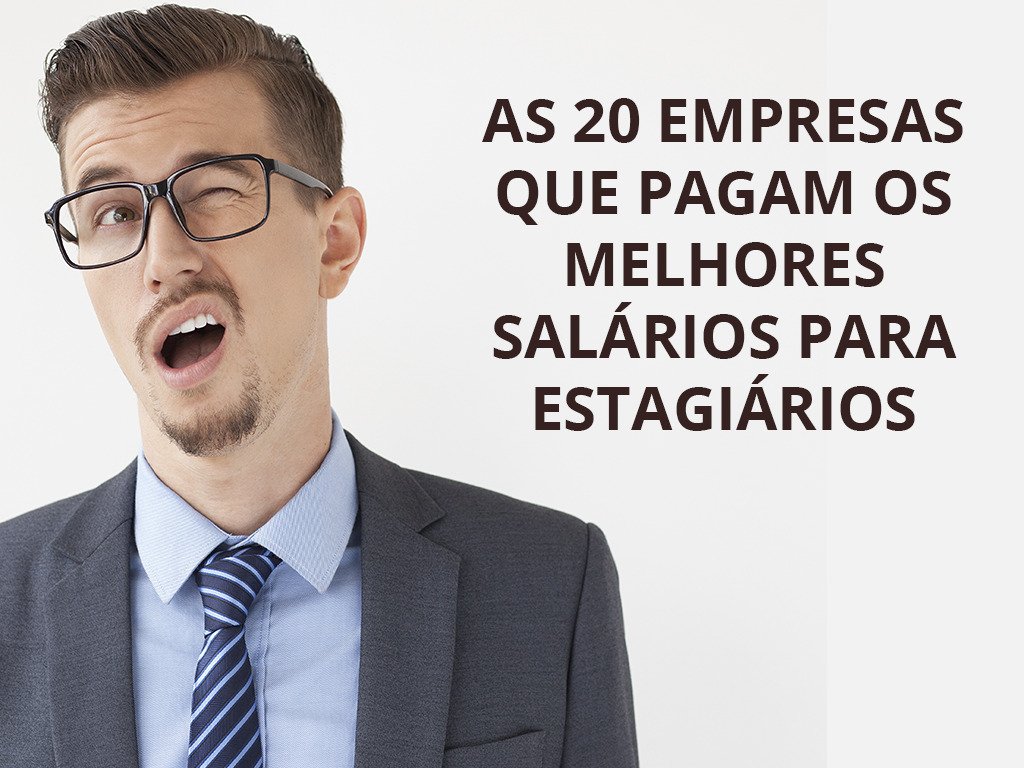 AS 20 EMPRESAS
QUE PAGAM OS
MELHORES
SALÁRIOS PARA
ESTAGIÁRIOS